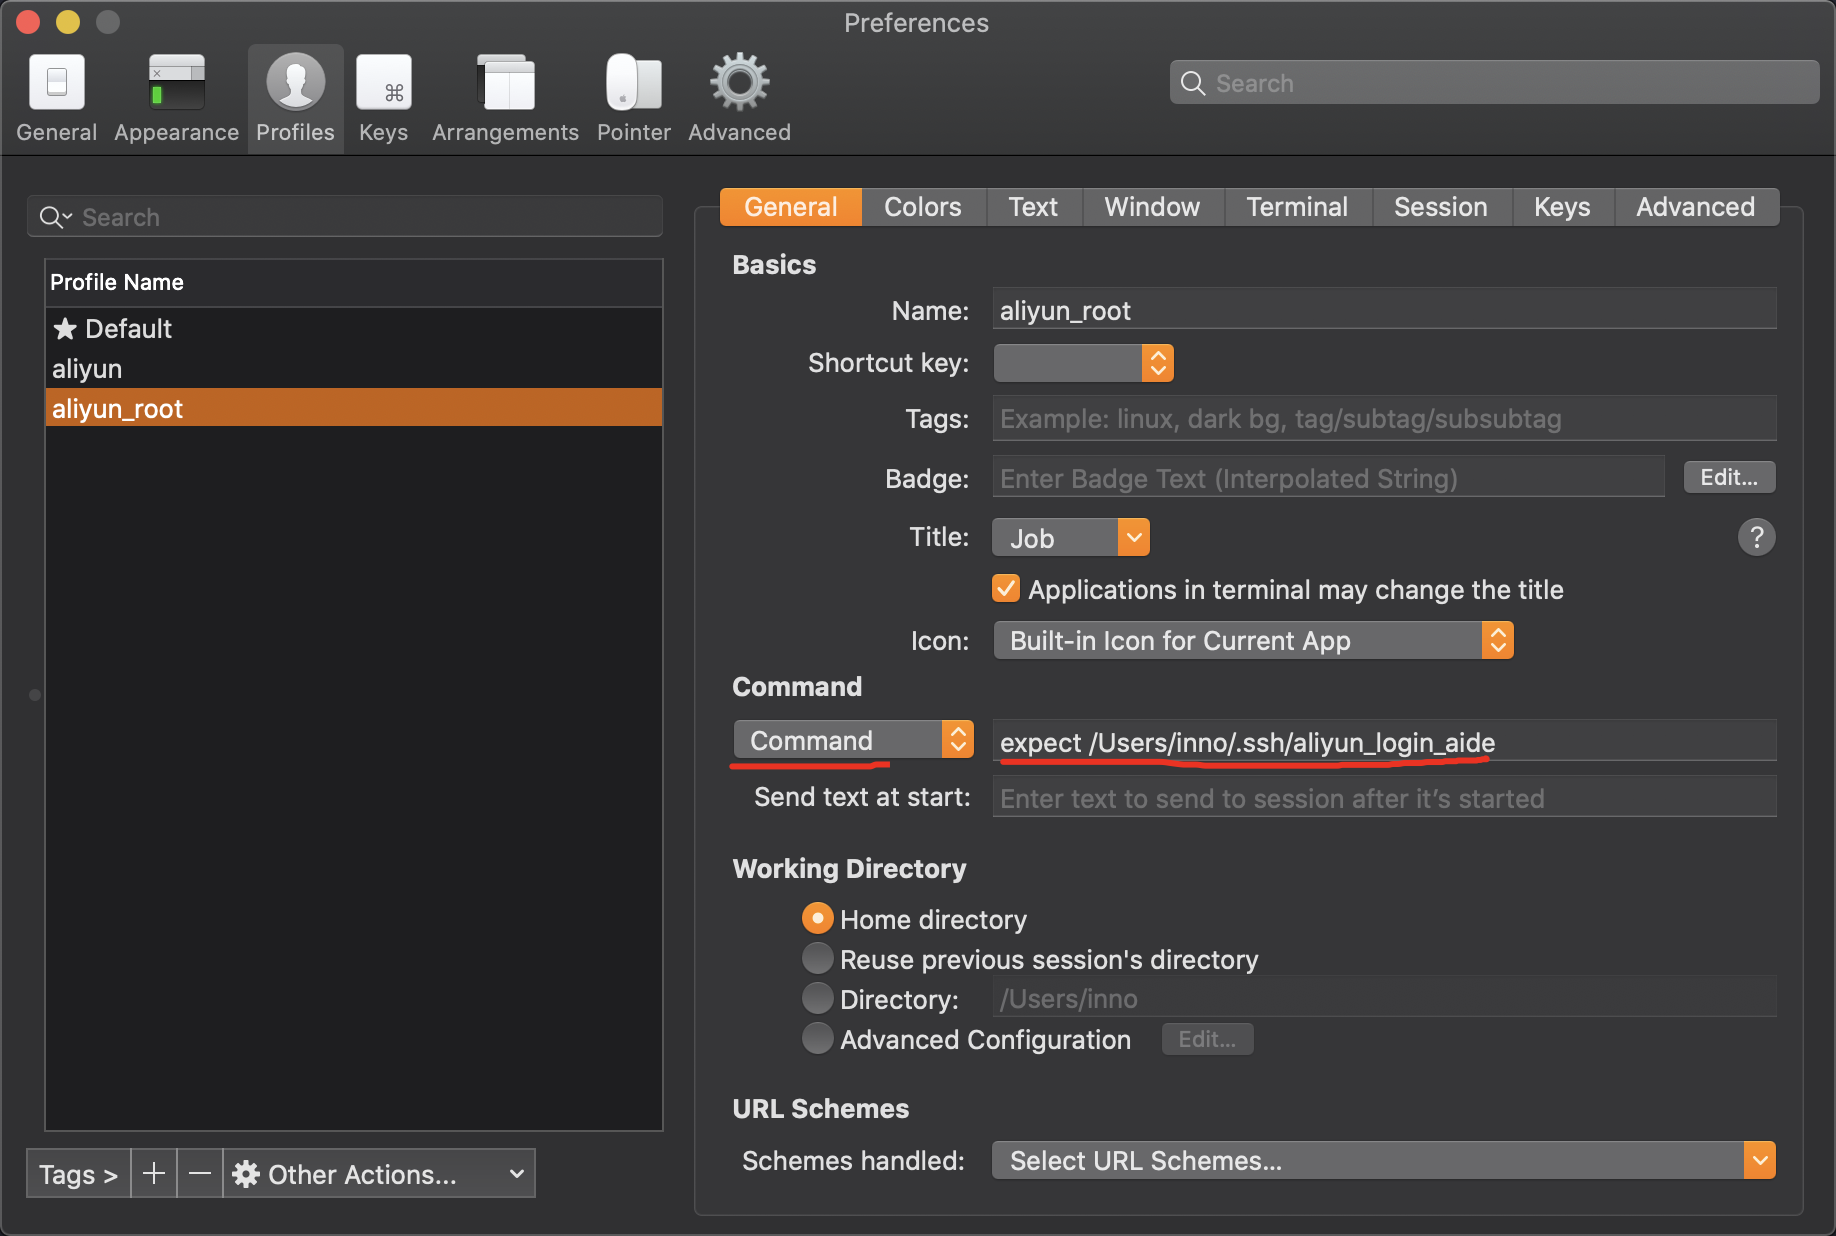 Preferences
General Appearance Profiles Keys Arrangements Pointer Advanced
Search
Search
Profile Name
Default
aliyun
aliyun_root
Tags > Other Actions...
General Colors Text Window Terminal Session Keys Advanced
Basics
Name: aliyun_root
Shortcut key:
Tags: Example: linux, dark bg, tag/subtag/subsubtag
Badge: Enter Badge Text (Interpolated String) Edit...
Title: Job ?
Applications in terminal may change the title
Icon: Built-in Icon for Current App
Command
Command expect /Users/inno/.ssh/aliyun_login_aide
Send text at start: Enter text to send to session after it’s started
Working Directory
Home directory
Reuse previous session's directory
Directory: /Users/inno
Advanced Configuration Edit...
URL Schemes
Schemes handled: Select URL Schemes...